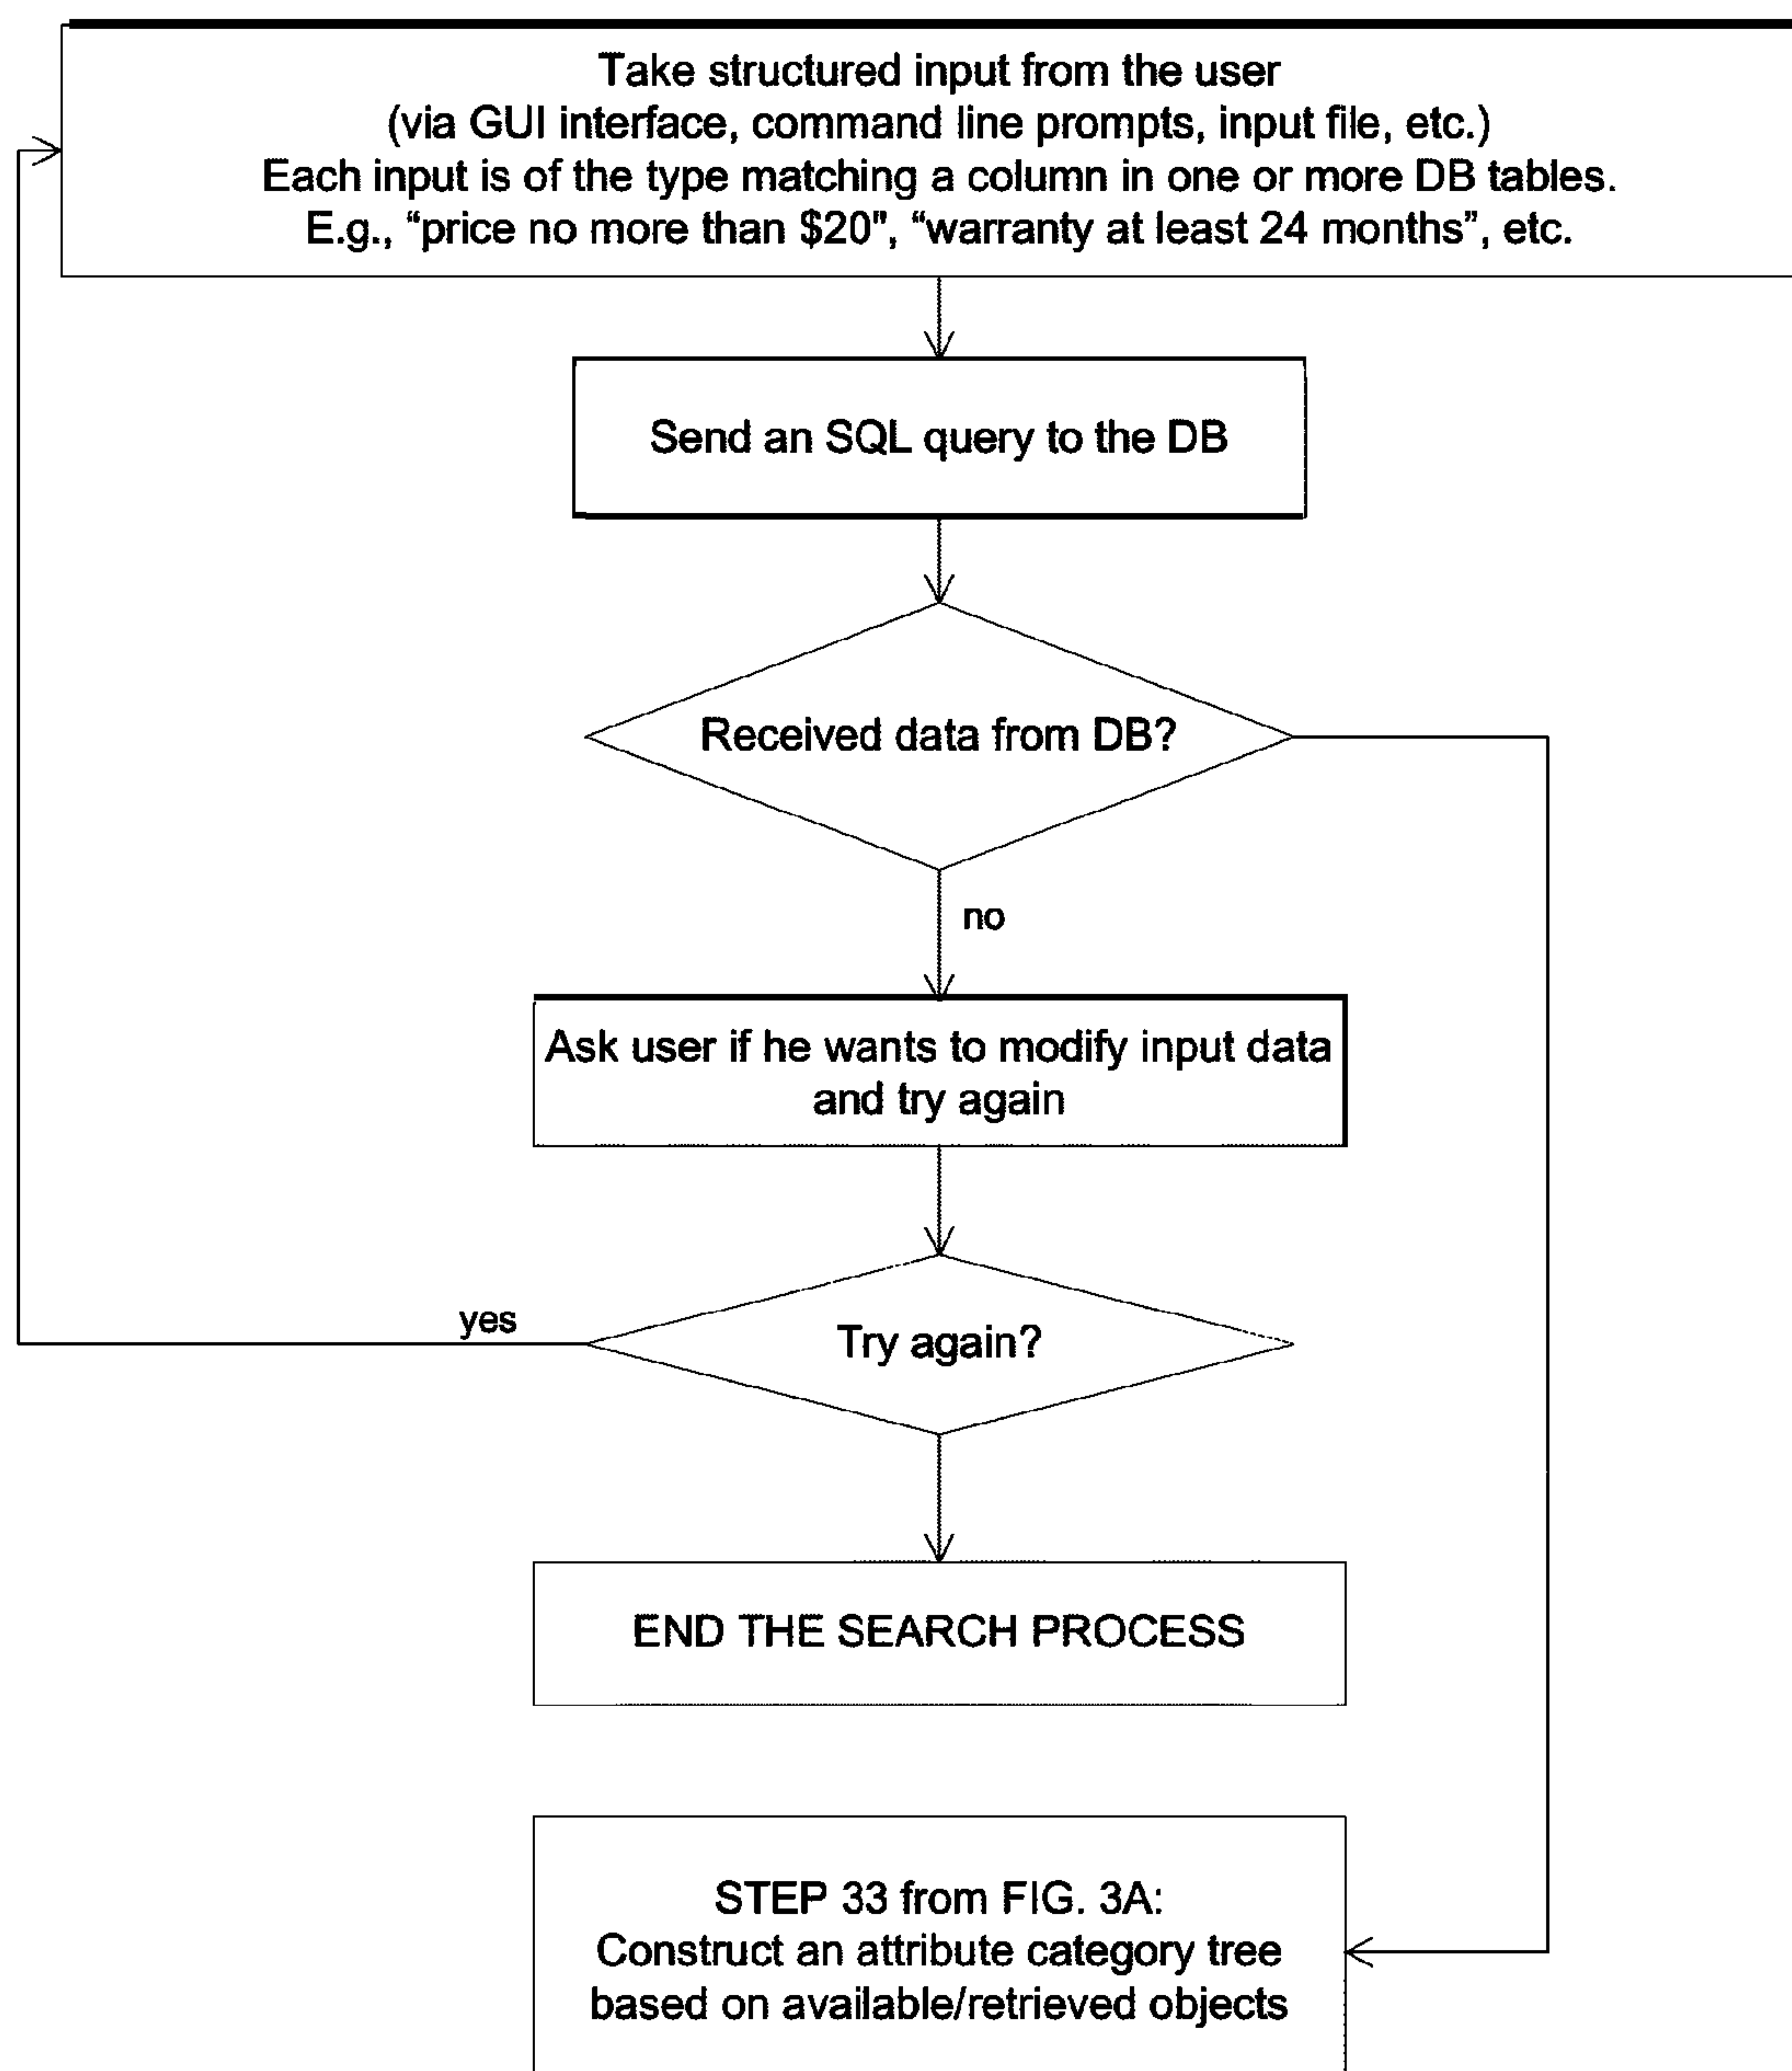 Take structured input from the user
(via GUI interface, command line prompts, input file, etc.)
Each input is of the type matching a column in one or more DB tables.
E.g., “price no more than $20", “warranty at least 24 months”, etc.
Send an SQL query to the DB
Received data from DB?
no
Ask user if he wants to modify input data
and try again
yes
Try again?
END THE SEARCH PROCESS
STEP 33 from FIG. 3A:
Construct an attribute category tree
based on available/retrieved objects